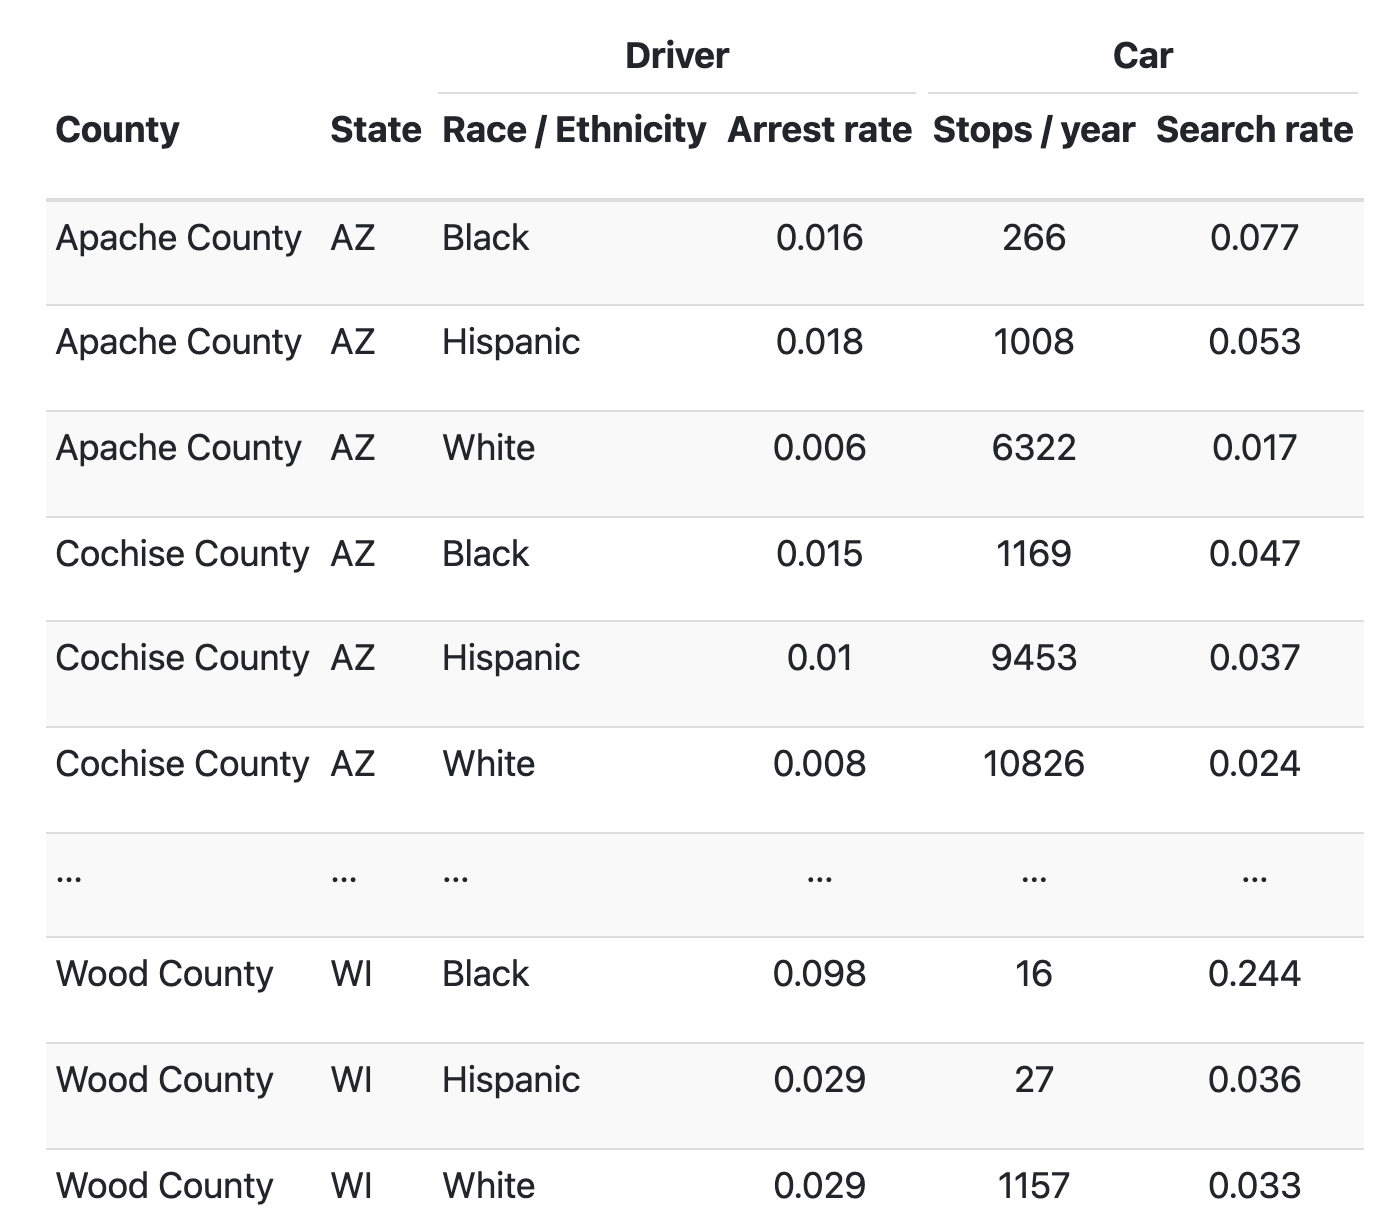 Driver Car
County State Race / Ethnicity Arrest rate Stops / year Search rate
Apache County AZ Black 0.016 266 0.077
Apache County AZ Hispanic 0.018 1008 0.053
Apache County AZ White 0.006 6322 0.017
Cochise County AZ Black 0.015 1169 0.047
Cochise County AZ Hispanic 0.01 9453 0.037
Cochise County AZ White 0.008 10826 0.024
... ... ... ... ... ...
Wood County WI Black 0.098 16 0.244
Wood County WI Hispanic 0.029 27 0.036
Wood County WI White 0.029 1157 0.033